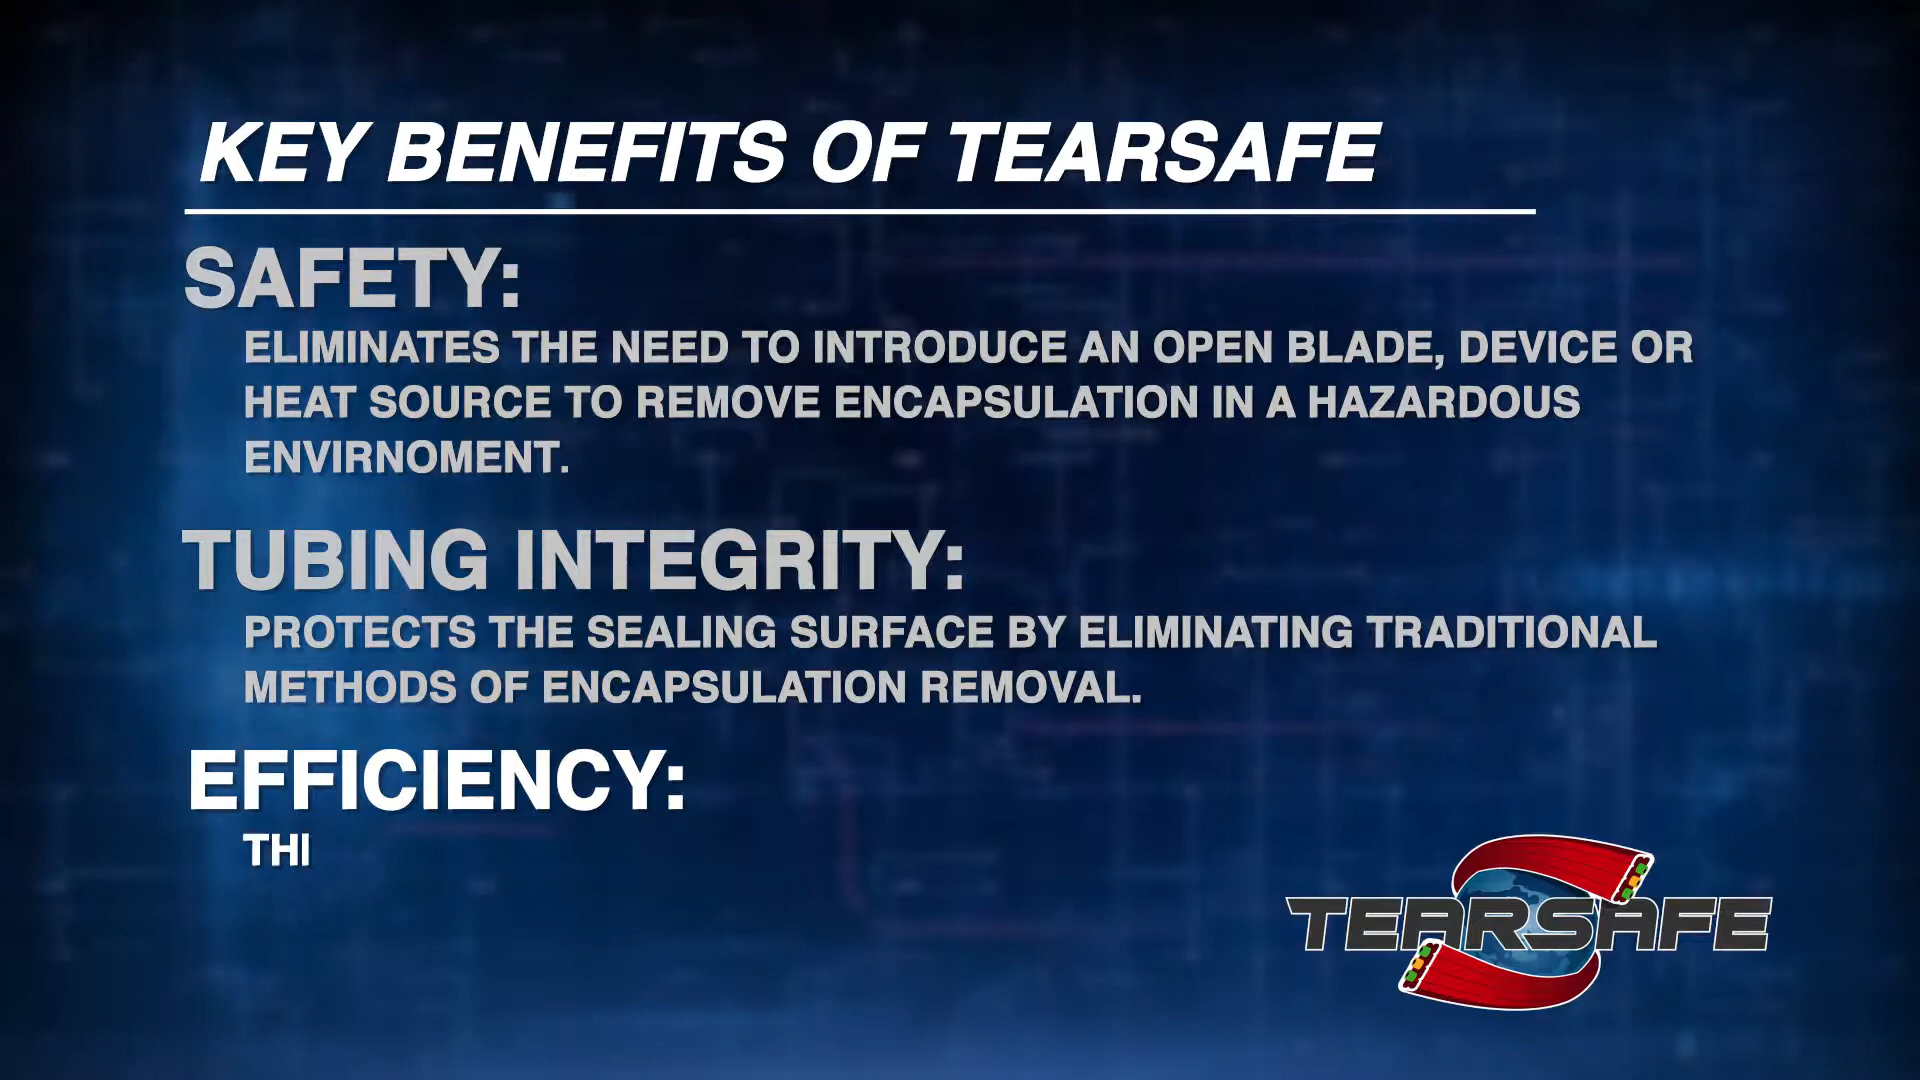 KEY BENEFITS OF TEARSAFE
SAFETY:
ELIMINATES THE NEED TO INTRODUCE AN OPEN BLADE, DEVICE OR
HEAT SOURCE TO REMOVE ENCAPSULATION IN A HAZARDOUS
ENVIRNOMENT.
TUBING INTEGRITY:
PROTECTS THE SEALING SURFACE BY ELIMINATING TRADITIONAL
METHODS OF ENCAPSULATION REMOVAL.
EFFICIENCY:
THI
TEARSAFE